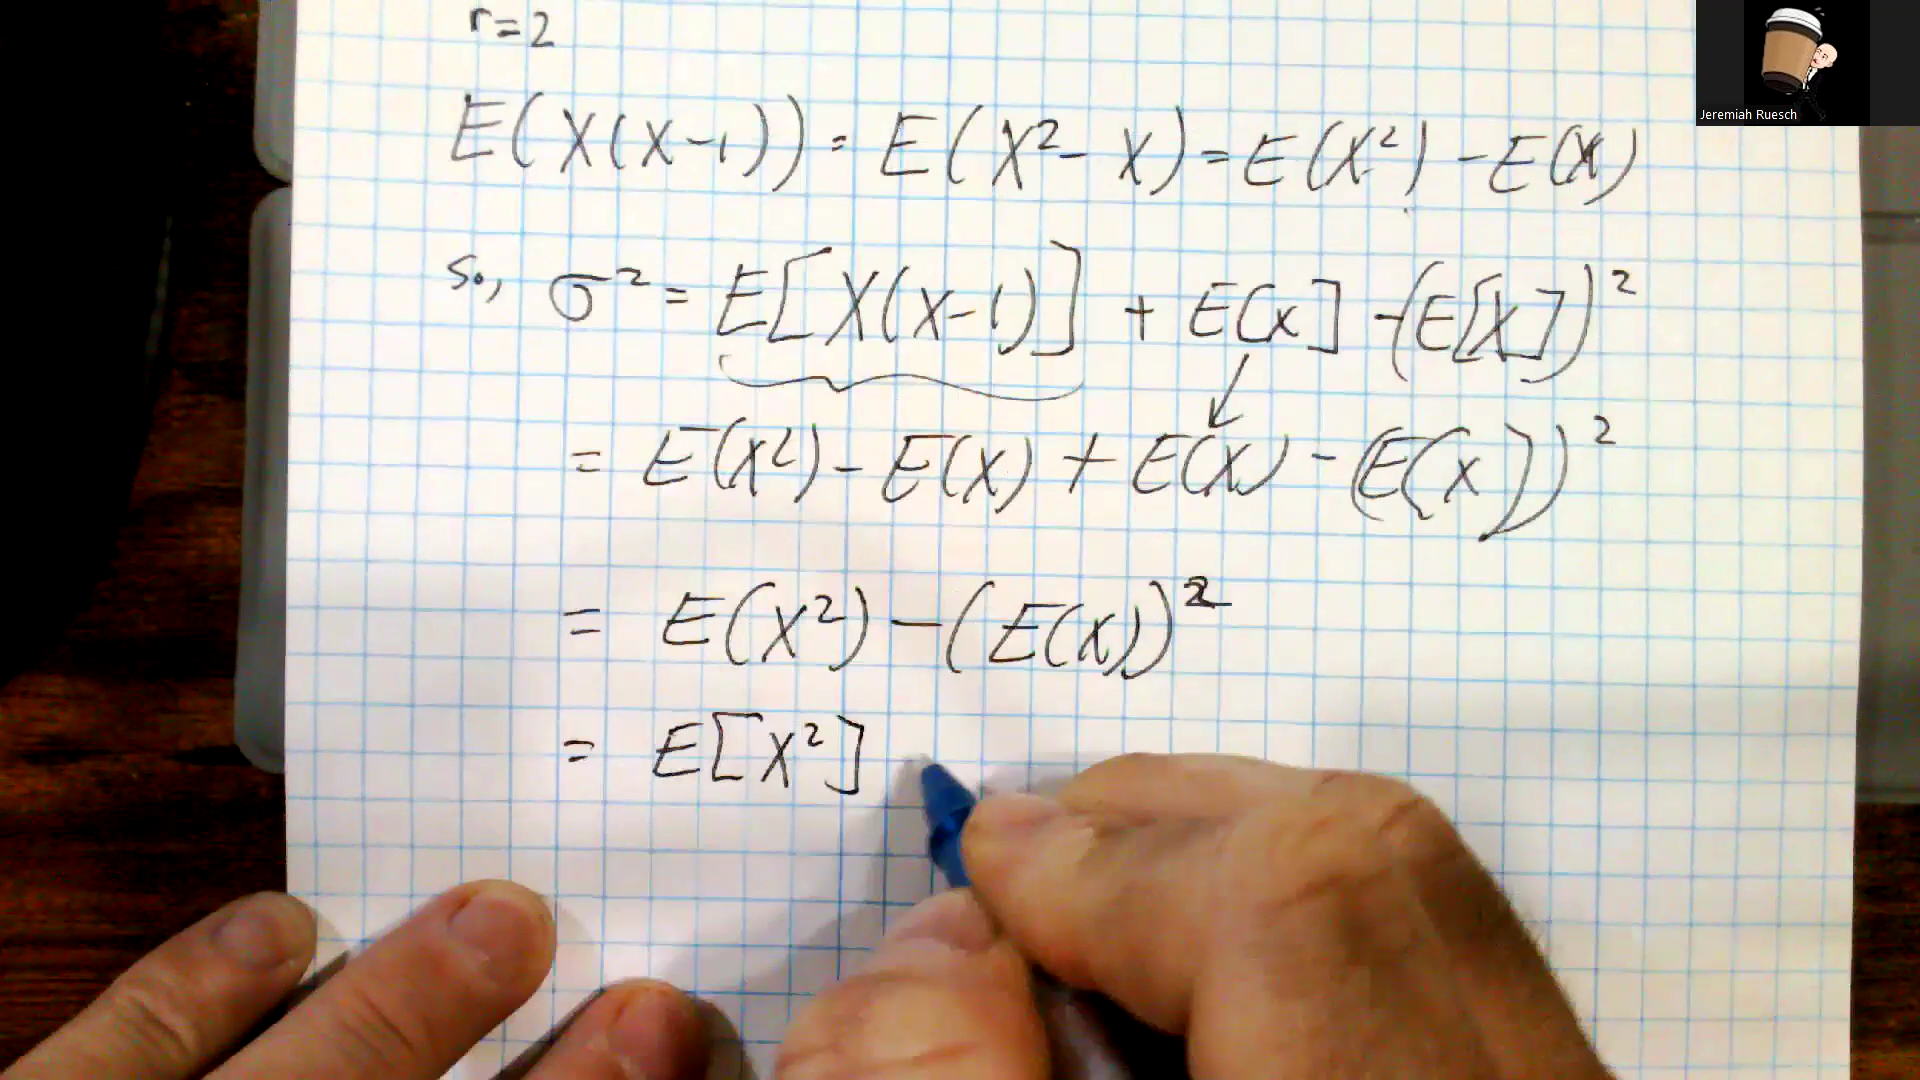 r=2
Jeremiah Ruesch
E(X(X-1)) = E(X²- X) = E(X²) - E(X)
So, σ² = E[X(X-1)] + E[X] - (E[X])²
= E(X²) - E(X) + E(X) - (E(X))²
= E(X²) - (E(X))²
= E[X²]